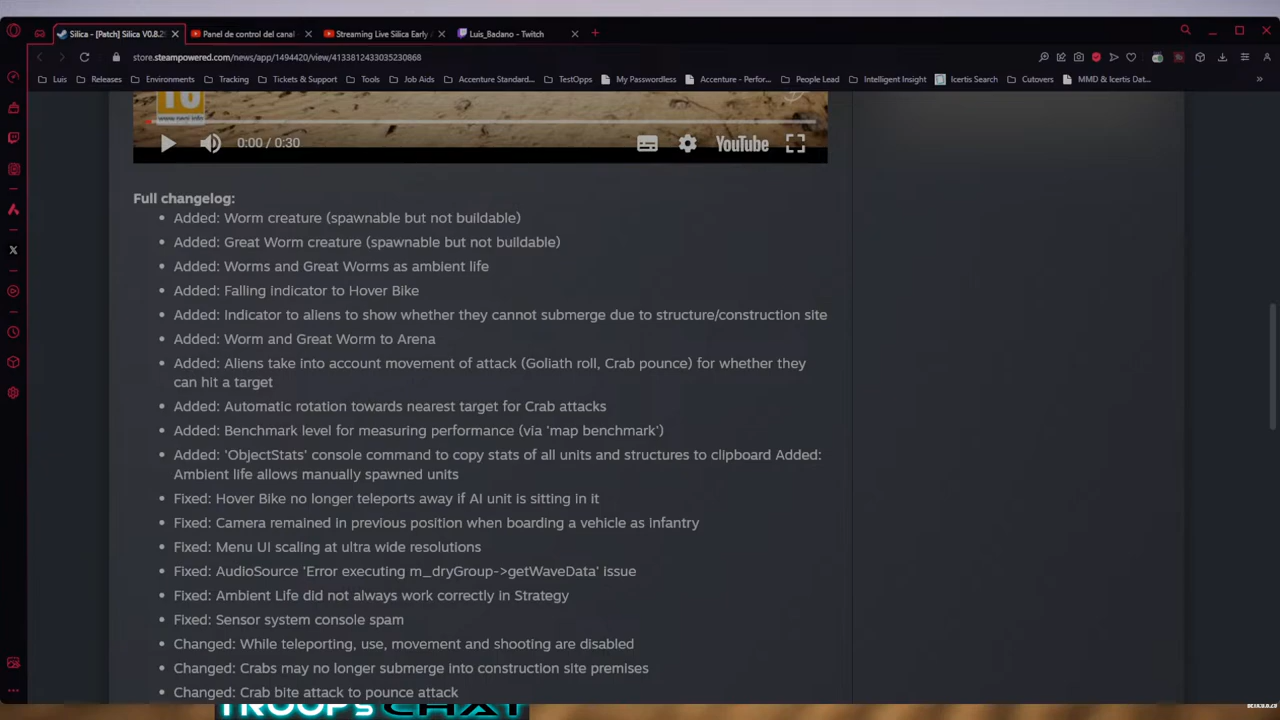 Silica - [Patch] Silica V0.8.2
Panel de control del canal
Streaming Live Silica Early
Luis_Badano - Twitch
store.steampowered.com/news/app/1494420/view/4133812433035230868
Luis
Releases
Environments
Tracking
Tickets & Support
Tools
Job Aids
Accenture Standard...
TestOpps
My Passwordless
Accenture - Perfor...
People Lead
Intelligent Insight
Icertis Search
Cutovers
MMD & Icertis Dat...
www.pegi.info
0:00 / 0:30
YouTube
Full changelog:
• Added: Worm creature (spawnable but not buildable)
• Added: Great Worm creature (spawnable but not buildable)
• Added: Worms and Great Worms as ambient life
• Added: Falling indicator to Hover Bike
• Added: Indicator to aliens to show whether they cannot submerge due to structure/construction site
• Added: Worm and Great Worm to Arena
• Added: Aliens take into account movement of attack (Goliath roll, Crab pounce) for whether they
can hit a target
• Added: Automatic rotation towards nearest target for Crab attacks
• Added: Benchmark level for measuring performance (via 'map benchmark')
• Added: 'ObjectStats' console command to copy stats of all units and structures to clipboard Added:
Ambient life allows manually spawned units
• Fixed: Hover Bike no longer teleports away if AI unit is sitting in it
• Fixed: Camera remained in previous position when boarding a vehicle as infantry
• Fixed: Menu UI scaling at ultra wide resolutions
• Fixed: AudioSource 'Error executing m_dryGroup->getWaveData' issue
• Fixed: Ambient Life did not always work correctly in Strategy
• Fixed: Sensor system console spam
• Changed: While teleporting, use, movement and shooting are disabled
• Changed: Crabs may no longer submerge into construction site premises
• Changed: Crab bite attack to pounce attack
TROOPs CHAT